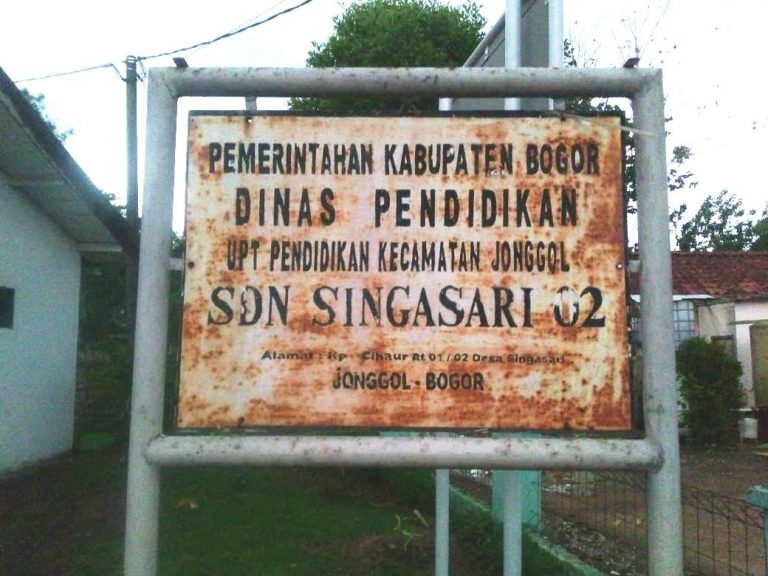 PEMERINTAHAN KABUPATEN BOGOR
DINAS PENDIDIKAN
UPT PENDIDIKAN KECAMATAN JONGGOL
SDN SINGASARI 02
Alamat : Kp. Cihaur Rt 01 / 02 Desa Singasari
JONGGOL - BOGOR